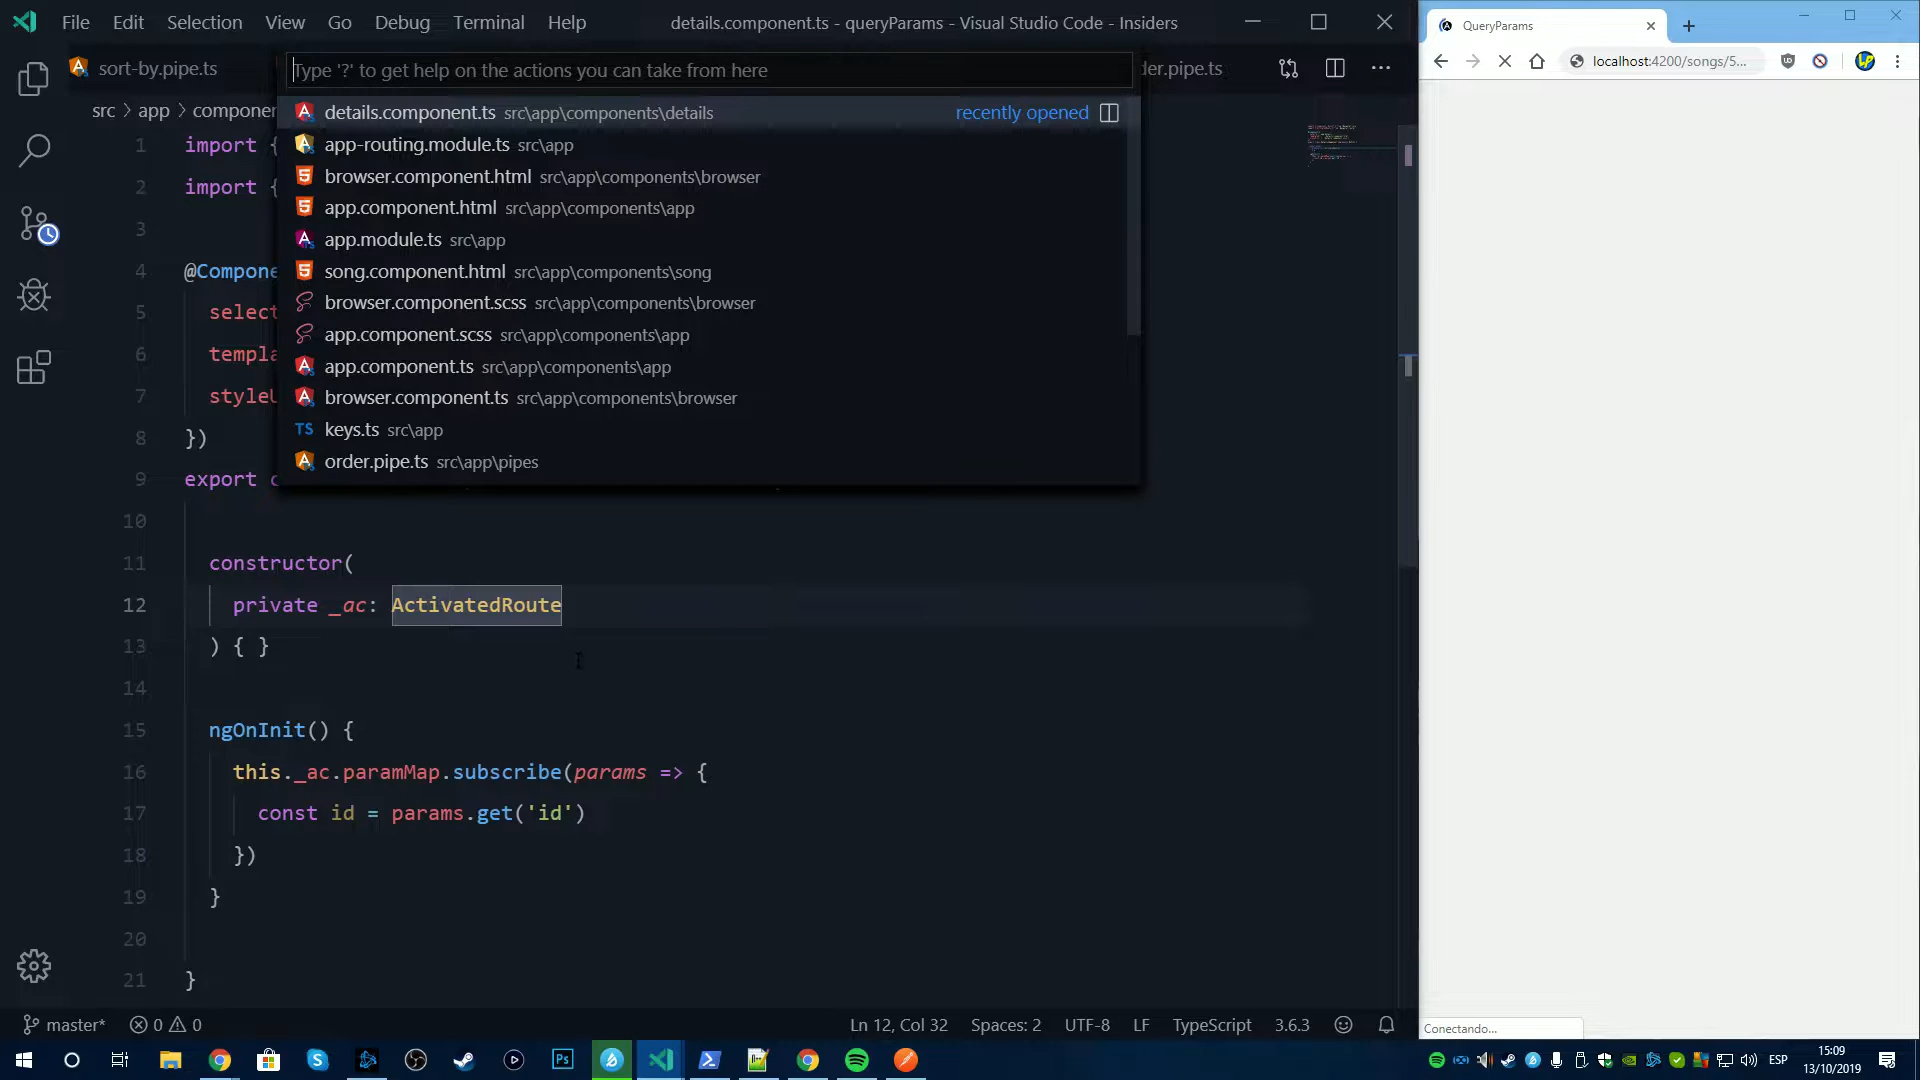 File Edit Selection View Go Debug Terminal Help
details.component.ts - queryParams - Visual Studio Code - Insiders
QueryParams
sort-by.pipe.ts
Type '?' to get help on the actions you can take from here
der.pipe.ts
localhost:4200/songs/5...
src > app > componen
details.component.ts src\app\components\details recently opened
app-routing.module.ts src\app
browser.component.html src\app\components\browser
app.component.html src\app\components\app
app.module.ts src\app
song.component.html src\app\components\song
browser.component.scss src\app\components\browser
app.component.scss src\app\components\app
app.component.ts src\app\components\app
browser.component.ts src\app\components\browser
TS keys.ts src\app
order.pipe.ts src\app\pipes
1 import {
2 import {
3
4 @Compone
5 select
6 templa
7 styleU
8 })
9 export c
10
11 constructor(
12 private _ac: ActivatedRoute
13 ) { }
14
15 ngOnInit() {
16 this._ac.paramMap.subscribe(params => {
17 const id = params.get('id')
18 })
19 }
20
21 }
master* 0 0
Ln 12, Col 32 Spaces: 2 UTF-8 LF TypeScript 3.6.3
Conectando...
Ps
ESP
15:09
13/10/2019